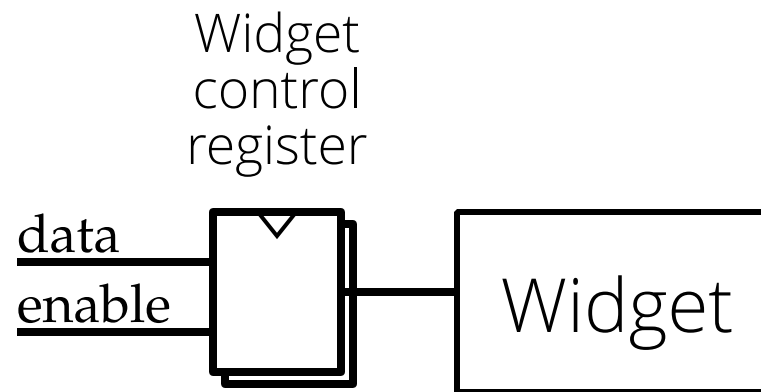 Widget
control
register
data
enable
Widget